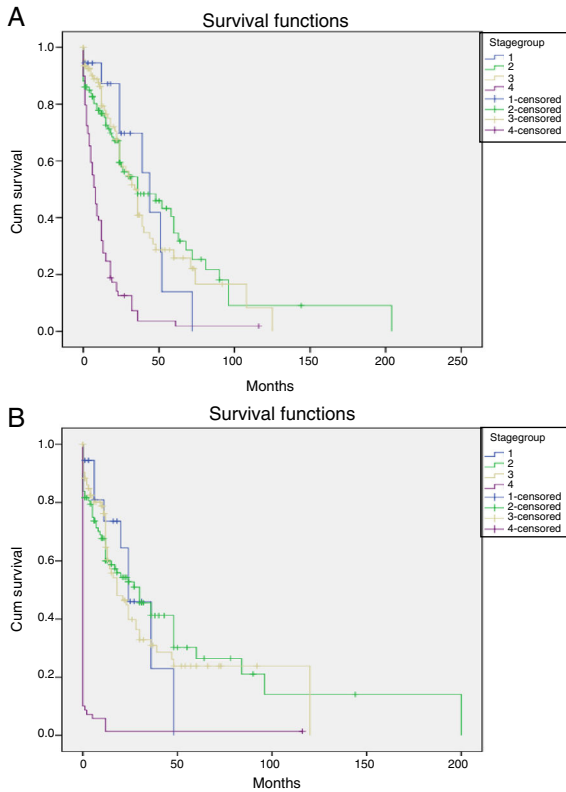 A
Survival functions
Stagegroup
1
2
3
4
1-censored
2-censored
3-censored
4-censored
Cum survival
1.0
0.8
0.6
0.4
0.2
0.0
0
50
100
150
200
250
Months
B
Survival functions
Stagegroup
1
2
3
4
1-censored
2-censored
3-censored
4-censored
Cum survival
1.0
0.8
0.6
0.4
0.2
0.0
0
50
100
150
200
Months